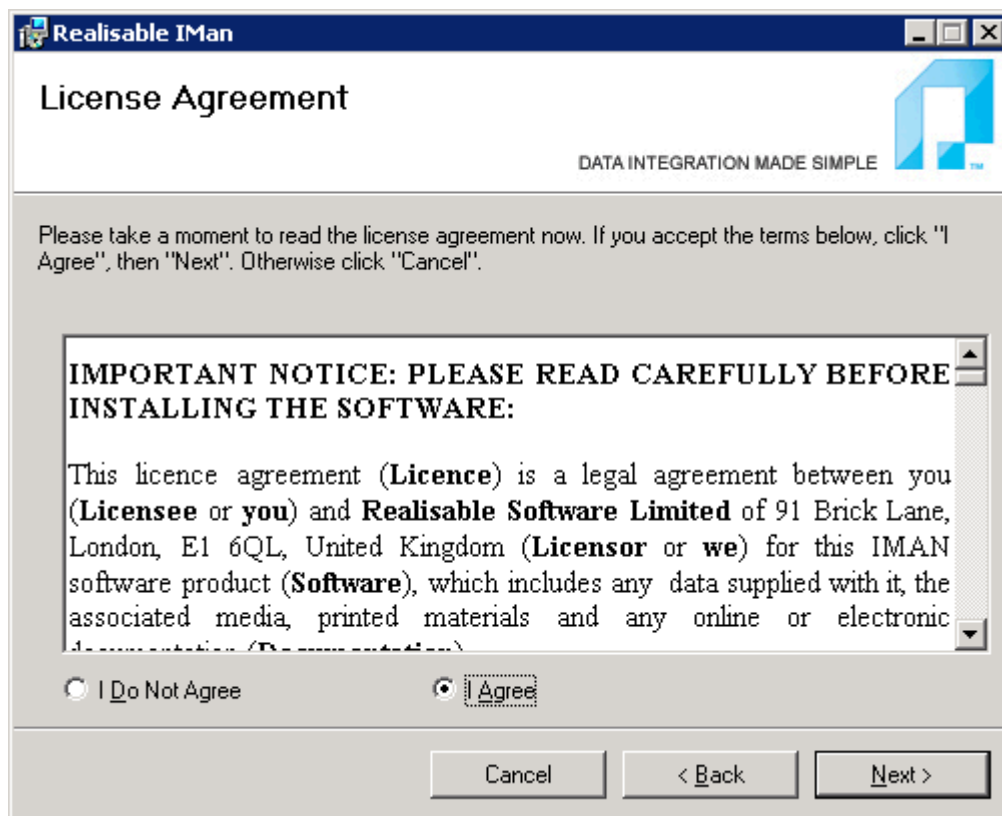 Realisable IMan
License Agreement
DATA INTEGRATION MADE SIMPLE
TM
Please take a moment to read the license agreement now. If you accept the terms below, click "I
Agree", then "Next". Otherwise click "Cancel".
IMPORTANT NOTICE: PLEASE READ CAREFULLY BEFORE
INSTALLING THE SOFTWARE:
This licence agreement (Licence) is a legal agreement between you
(Licensee or you) and Realisable Software Limited of 91 Brick Lane,
London, E1 6QL, United Kingdom (Licensor or we) for this IMAN
software product (Software), which includes any data supplied with it, the
associated media, printed materials and any online or electronic
documentation (Documentation)
I Do Not Agree
I Agree
Cancel
< Back
Next >